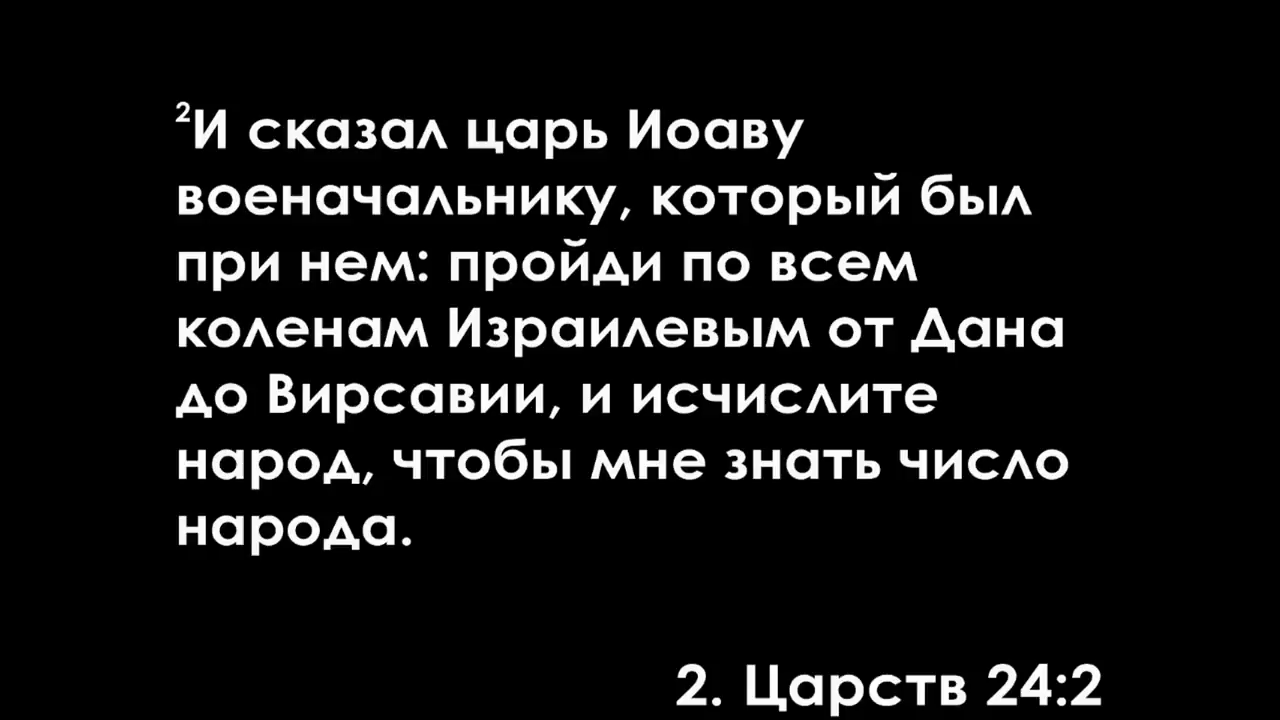 ²И сказал царь Иоаву
военачальнику, который был
при нем: пройди по всем
коленам Израилевым от Дана
до Вирсавии, и исчислите
народ, чтобы мне знать число
народа.
2. Царств 24:2